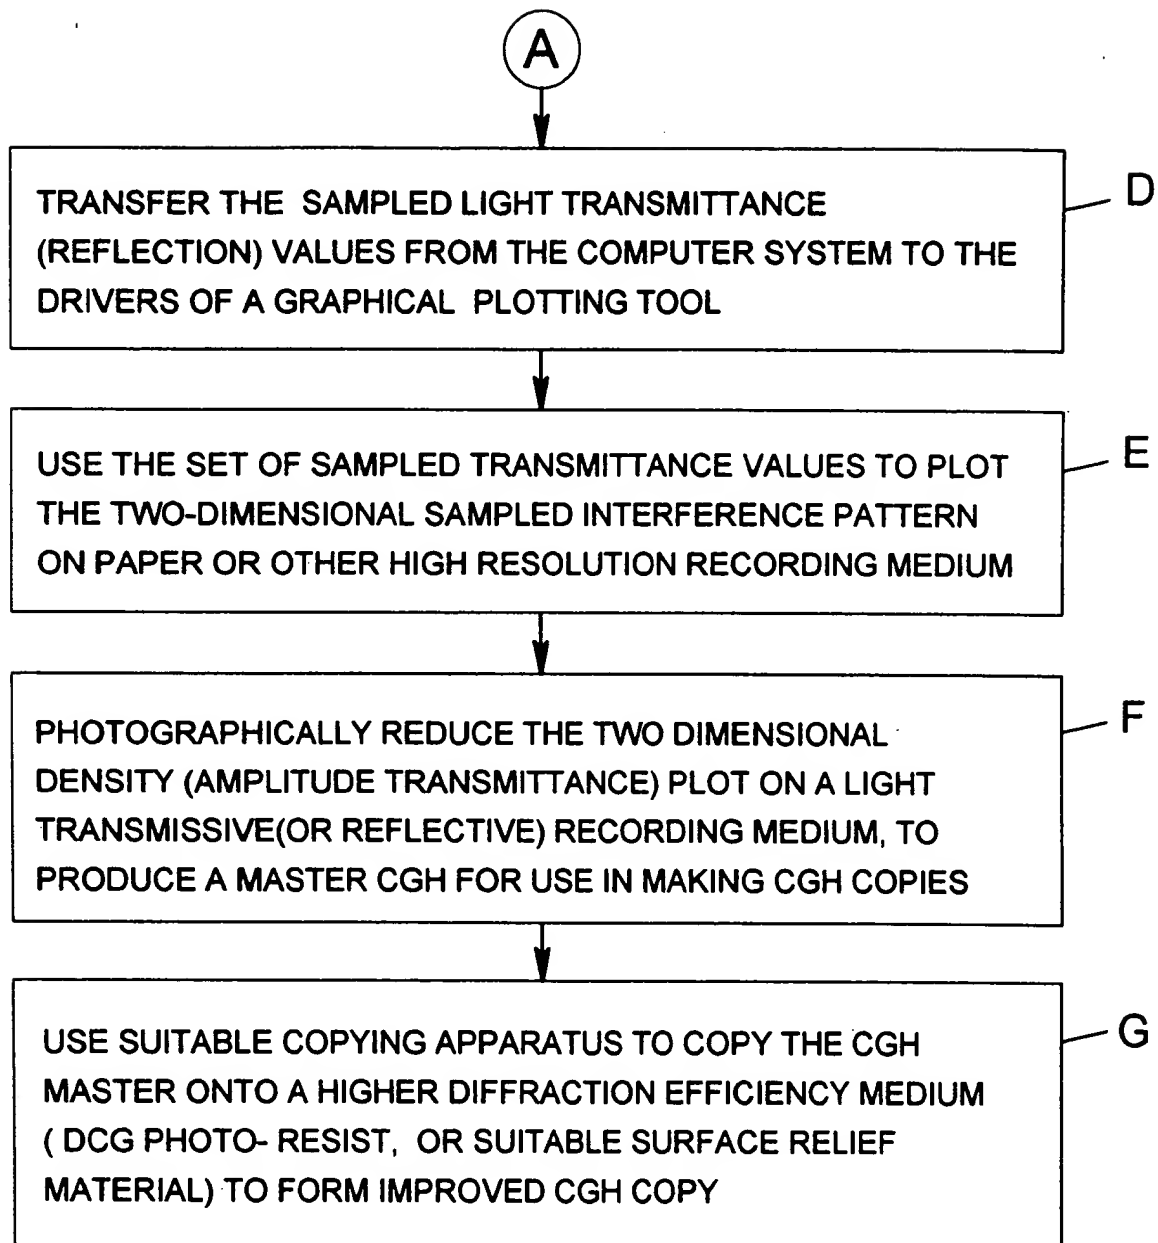 A
D
TRANSFER THE SAMPLED LIGHT TRANSMITTANCE
(REFLECTION) VALUES FROM THE COMPUTER SYSTEM TO THE
DRIVERS OF A GRAPHICAL PLOTTING TOOL
E
USE THE SET OF SAMPLED TRANSMITTANCE VALUES TO PLOT
THE TWO-DIMENSIONAL SAMPLED INTERFERENCE PATTERN
ON PAPER OR OTHER HIGH RESOLUTION RECORDING MEDIUM
F
PHOTOGRAPHICALLY REDUCE THE TWO DIMENSIONAL
DENSITY (AMPLITUDE TRANSMITTANCE) PLOT ON A LIGHT
TRANSMISSIVE(OR REFLECTIVE) RECORDING MEDIUM, TO
PRODUCE A MASTER CGH FOR USE IN MAKING CGH COPIES
G
USE SUITABLE COPYING APPARATUS TO COPY THE CGH
MASTER ONTO A HIGHER DIFFRACTION EFFICIENCY MEDIUM
( DCG PHOTO- RESIST, OR SUITABLE SURFACE RELIEF
MATERIAL) TO FORM IMPROVED CGH COPY